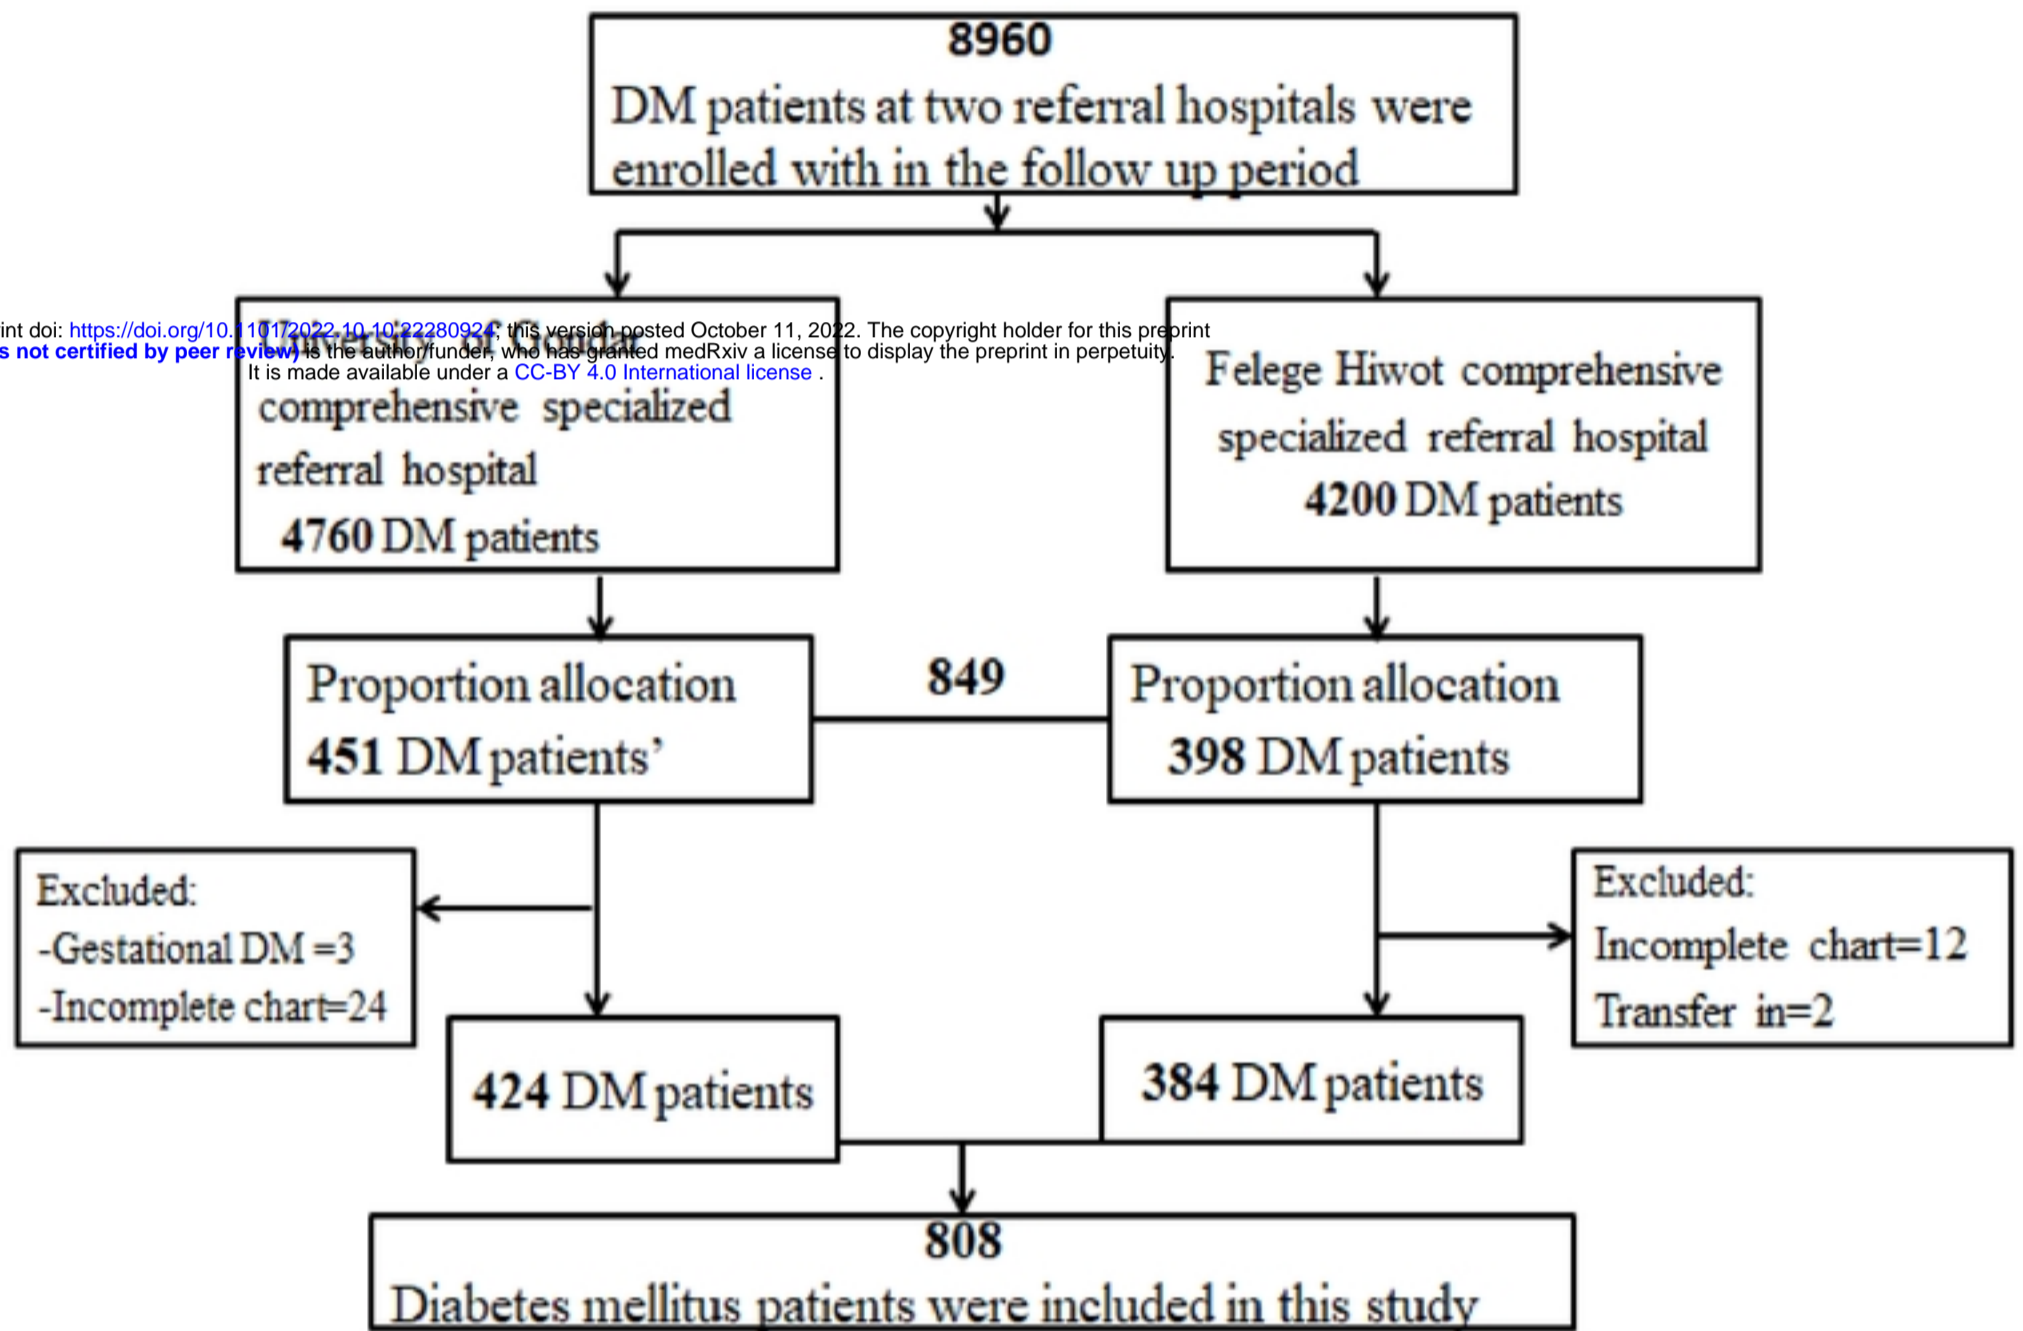 8960
DM patients at two referral hospitals were
enrolled with in the follow up period
int doi: https://doi.org/10.1101/2022.10.10.22280924; this version posted October 11, 2022. The copyright holder for this preprint
s not certified by peer review) is the author/funder, who has granted medRxiv a license to display the preprint in perpetuity.
It is made available under a CC-BY 4.0 International license .
University of Gondar
comprehensive specialized
referral hospital
4760 DM patients
Felege Hiwot comprehensive
specialized referral hospital
4200 DM patients
Proportion allocation
451 DM patients’
849
Proportion allocation
398 DM patients
Excluded:
-Gestational DM =3
-Incomplete chart=24
Excluded:
Incomplete chart=12
Transfer in=2
424 DM patients
384 DM patients
808
Diabetes mellitus patients were included in this study